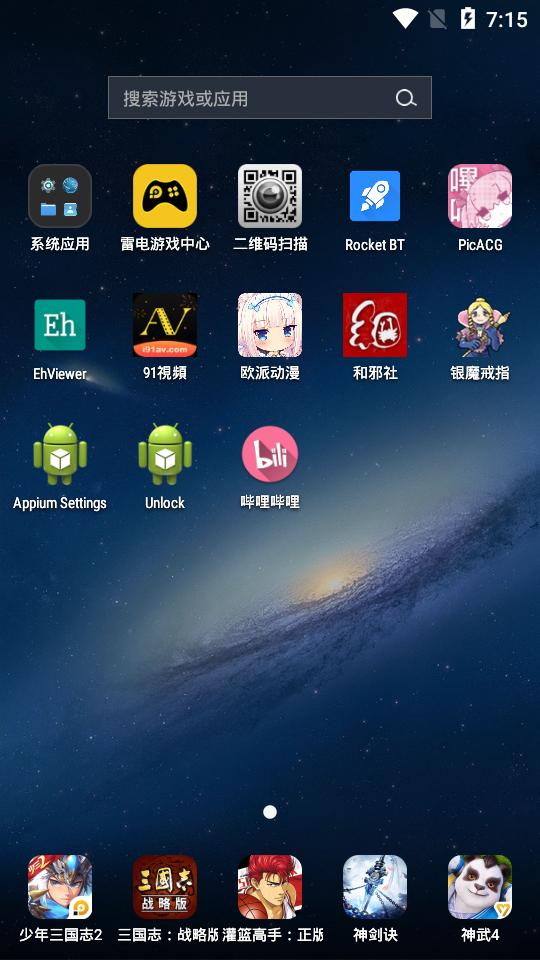 7:15
搜索游戏或应用
系统应用
雷电游戏中心
二维码扫描
Rocket BT
嗶
PicACG
Eh
EhViewer
AV
i91av.com
91視頻
欧派动漫
和邪社
银魔戒指
Appium Settings
Unlock
bili
哔哩哔哩
少年三国志2
三國志
战略版
三国志：战略版
灌篮高手：正版
神剑诀
神武4